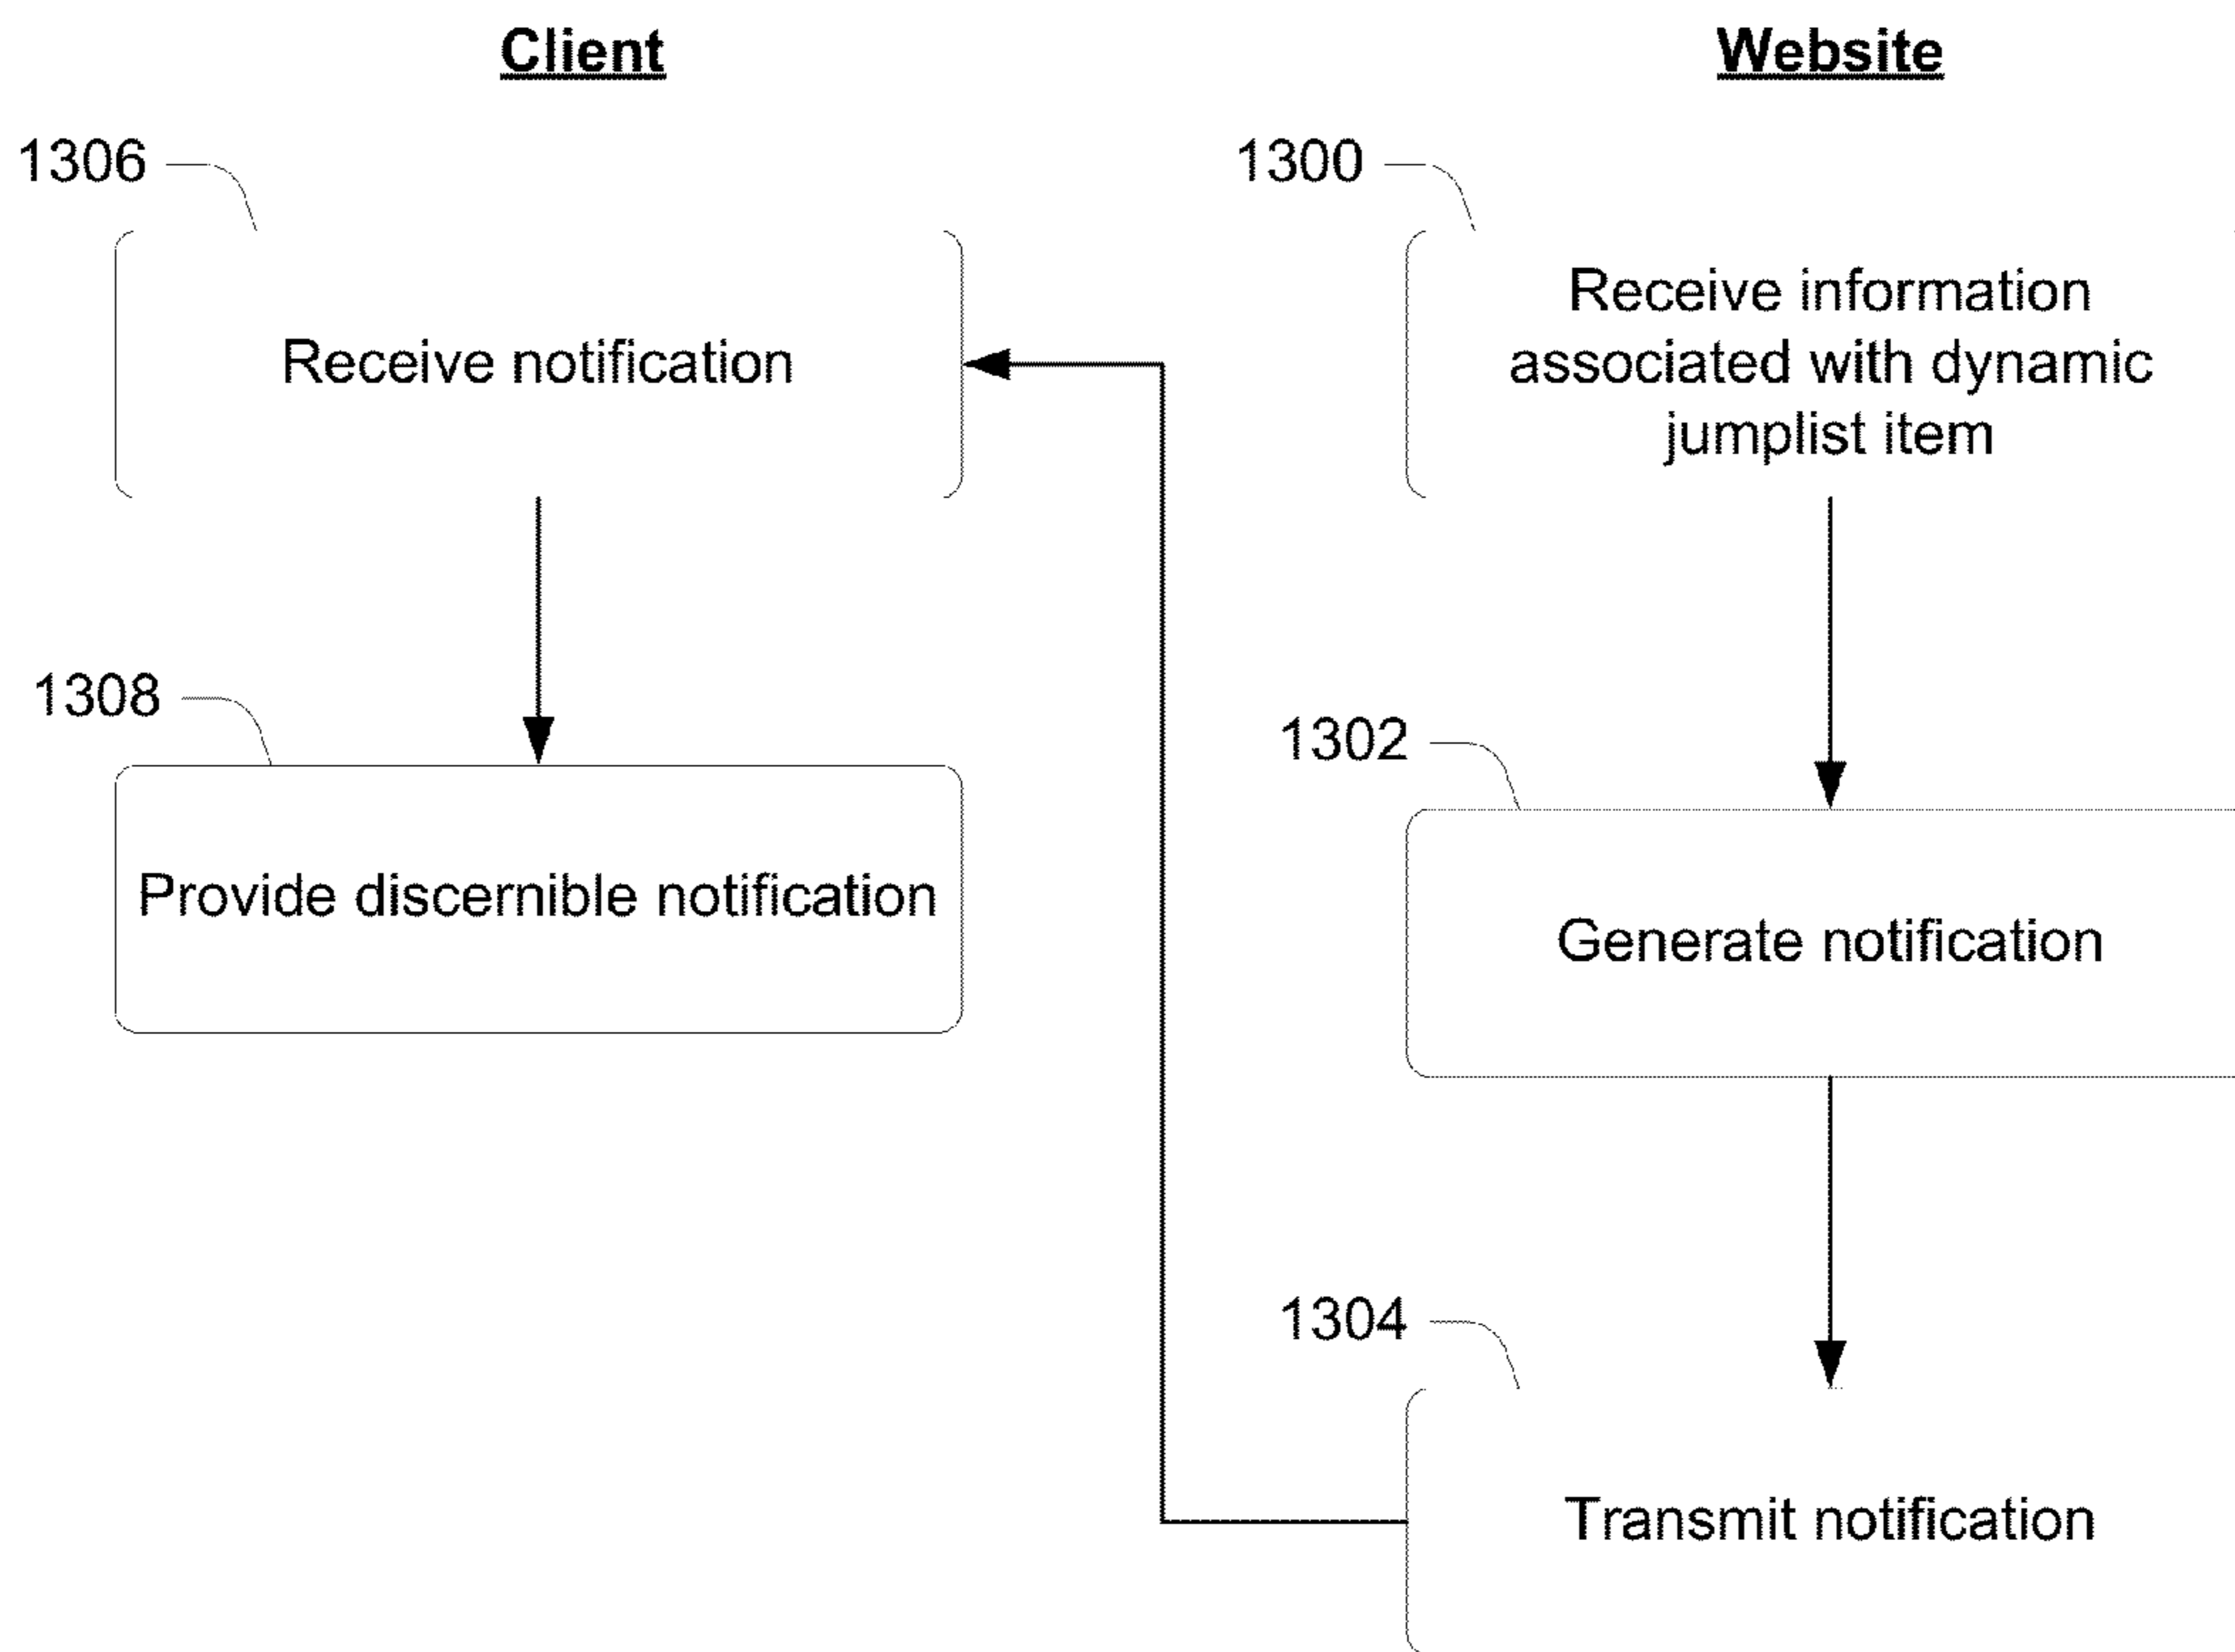 Client
Website
1306
1300
Receive notification
Receive information
associated with dynamic
jumplist item
1308
1302
Provide discernible notification
Generate notification
1304
Transmit notification